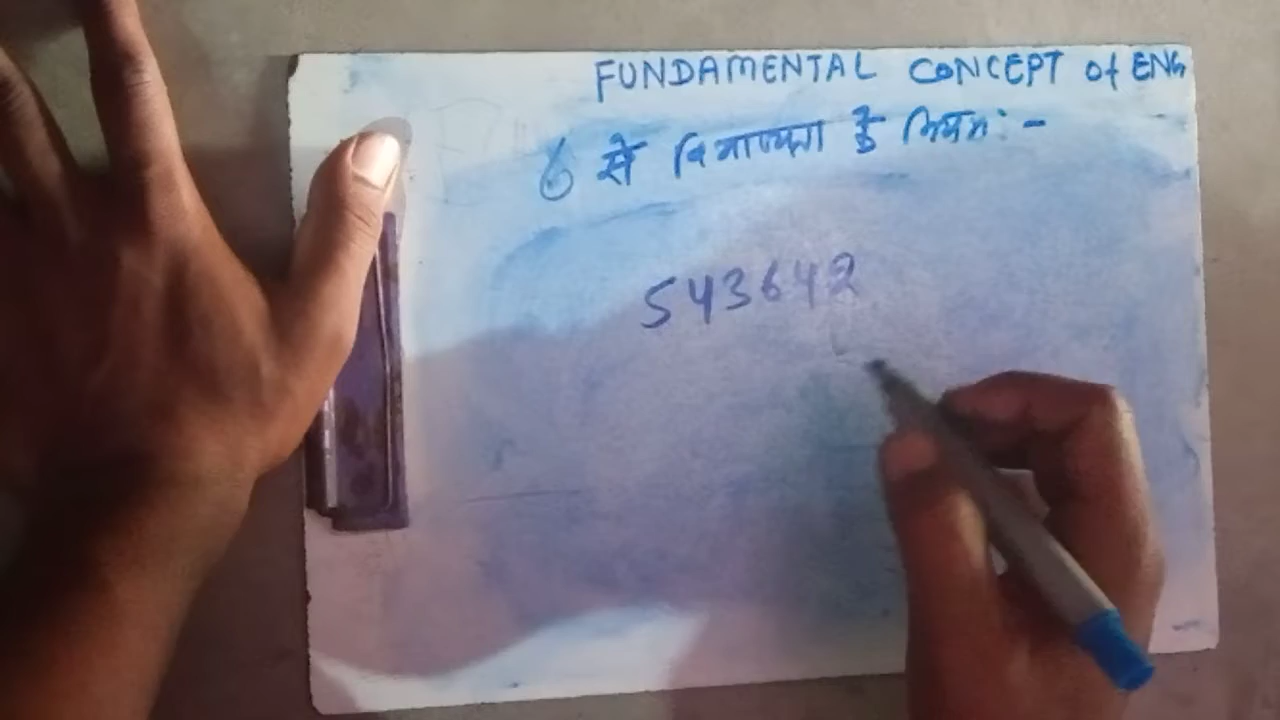 FUNDAMENTAL CONCEPT of ENG
6 से विभाज्यता के नियम : -
543642